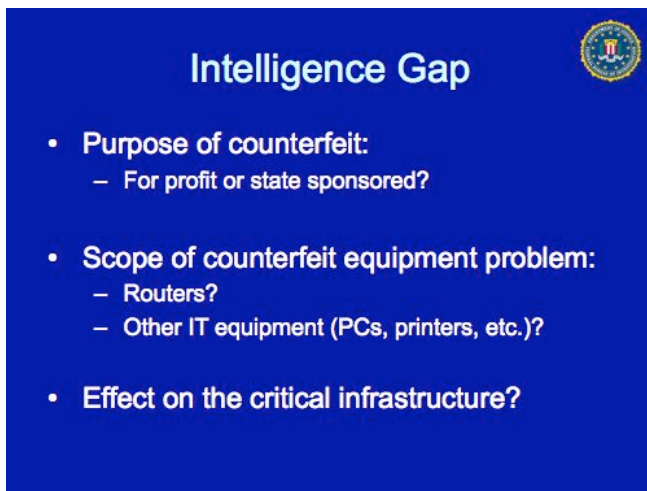 Intelligence Gap
• Purpose of counterfeit:
– For profit or state sponsored?
• Scope of counterfeit equipment problem:
– Routers?
– Other IT equipment (PCs, printers, etc.)?
• Effect on the critical infrastructure?